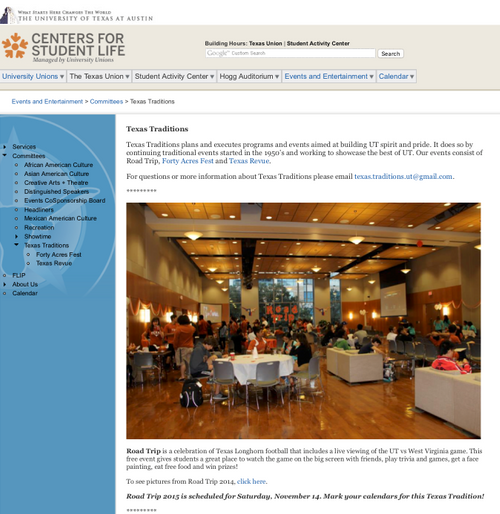 WHAT STARTS HERE CHANGES THE WORLD
THE UNIVERSITY OF TEXAS AT AUSTIN
CENTERS FOR
STUDENT LIFE
Managed by University Unions
Building Hours: Texas Union | Student Activity Center
Google™ Custom Search
Search
University Unions
The Texas Union
Student Activity Center
Hogg Auditorium
Events and Entertainment
Calendar
Events and Entertainment > Committees > Texas Traditions
Services
Committees
African American Culture
Asian American Culture
Creative Arts + Theatre
Distinguished Speakers
Events CoSponsorship Board
Headliners
Mexican American Culture
Recreation
Showtime
Texas Traditions
Forty Acres Fest
Texas Revue
FLIP
About Us
Calendar
Texas Traditions
Texas Traditions plans and executes programs and events aimed at building UT spirit and pride. It does so by
continuing traditional events started in the 1950's and working to showcase the best of UT. Our events consist of
Road Trip, Forty Acres Fest and Texas Revue.
For questions or more information about Texas Traditions please email texas.traditions.ut@gmail.com.
*********
Road Trip is a celebration of Texas Longhorn football that includes a live viewing of the UT vs West Virginia game. This
free event gives students a great place to watch the game on the big screen with friends, play trivia and games, get a face
painting, eat free food and win prizes!
To see pictures from Road Trip 2014, click here.
Road Trip 2015 is scheduled for Saturday, November 14. Mark your calendars for this Texas Tradition!
*********